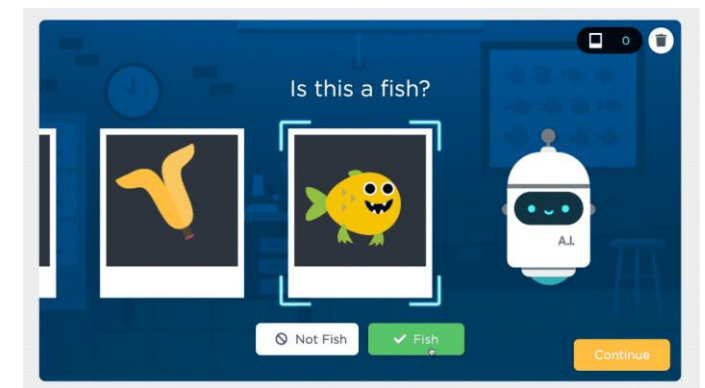 0
Is this a fish?
A.I.
Not Fish
Fish
Continue